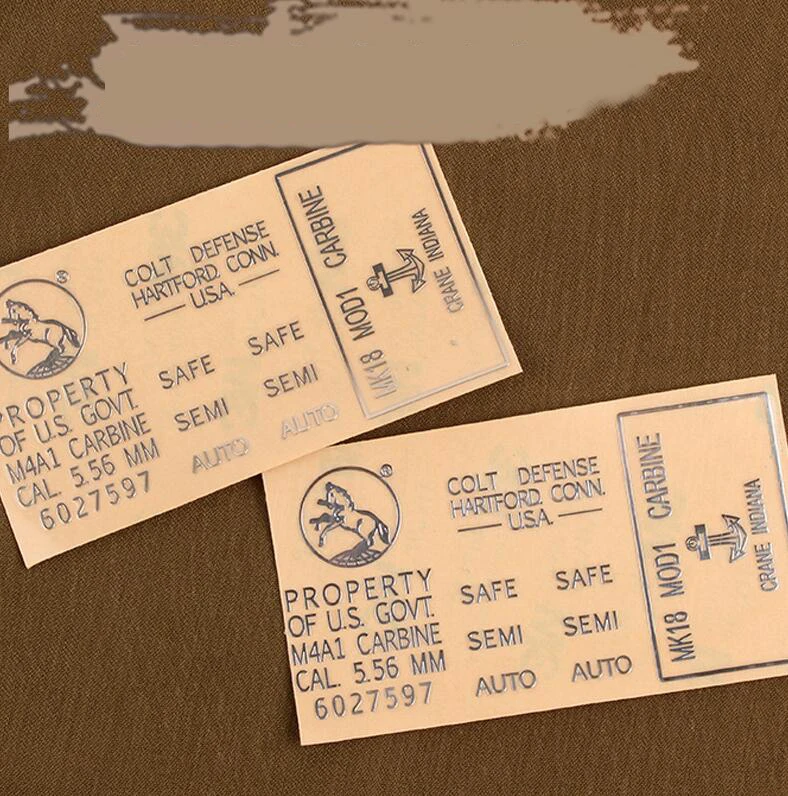 ®
COLT DEFENSE
HARTFORD. CONN.
U.S.A.
PROPERTY
OF U.S. GOVT.
M4A1 CARBINE
CAL. 5.56 MM
6027597
SAFE SAFE
SEMI SEMI
AUTO AUTO
MK18 MOD1 CARBINE
CRANE INDIANA
®
COLT DEFENSE
HARTFORD. CONN.
U.S.A.
PROPERTY
OF U.S. GOVT.
M4A1 CARBINE
CAL. 5.56 MM
6027597
SAFE SAFE
SEMI SEMI
AUTO AUTO
MK18 MOD1 CARBINE
CRANE INDIANA